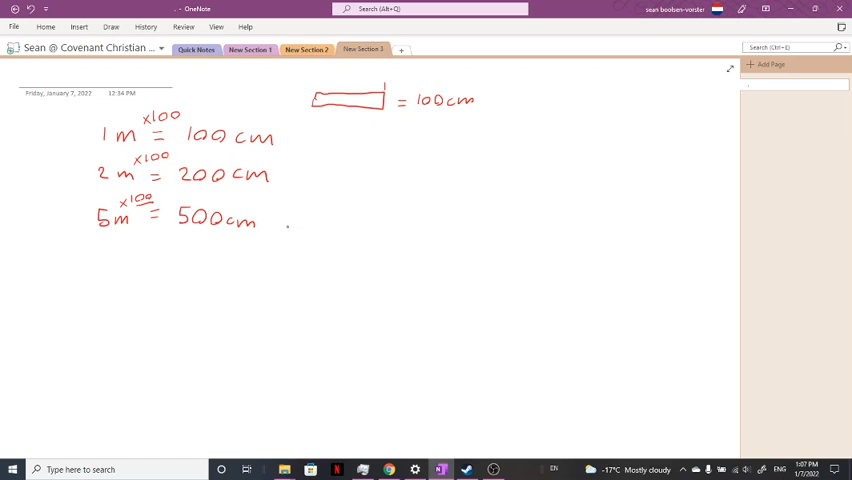 . - OneNote
Search (Alt+Q)
sean booisen-vorster
File Home Insert Draw History Review View Help
Sean @ Covenant Christian ... Quick Notes New Section 1 New Section 2 New Section 3 +
Search (Ctrl+E)
Add Page
Friday, January 7, 2022 12:34 PM
1
= 100cm
x100
1 m = 100 cm
x100
2 m = 200 cm
x100
5m = 500cm
Type here to search
EN
-17°C Mostly cloudy
ENG
1:07 PM
1/7/2022